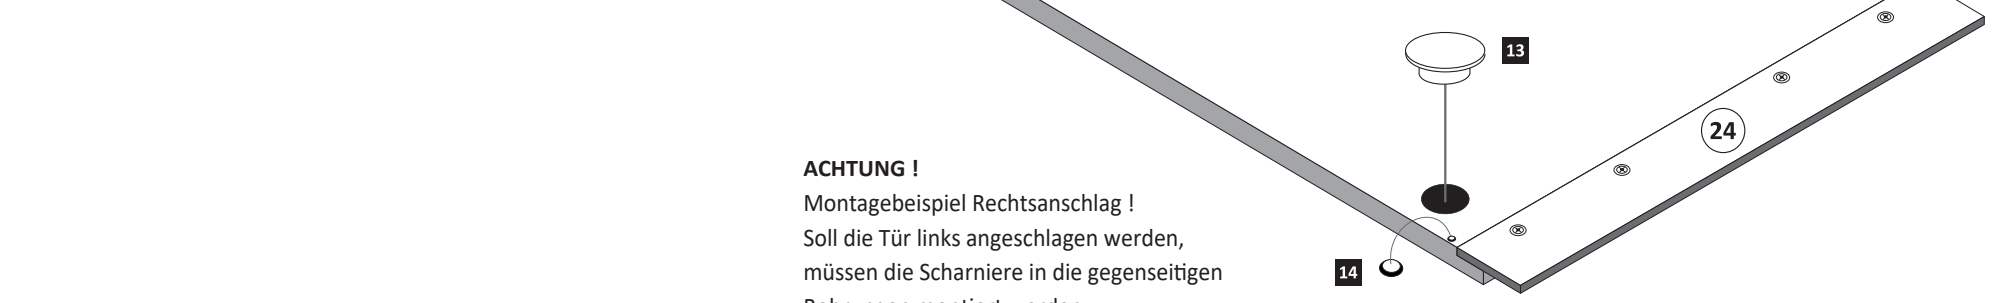 13
24
ACHTUNG !
Montagebeispiel Rechtsanschlag !
Soll die Tür links angeschlagen werden,
müssen die Scharniere in die gegenseitigen
14